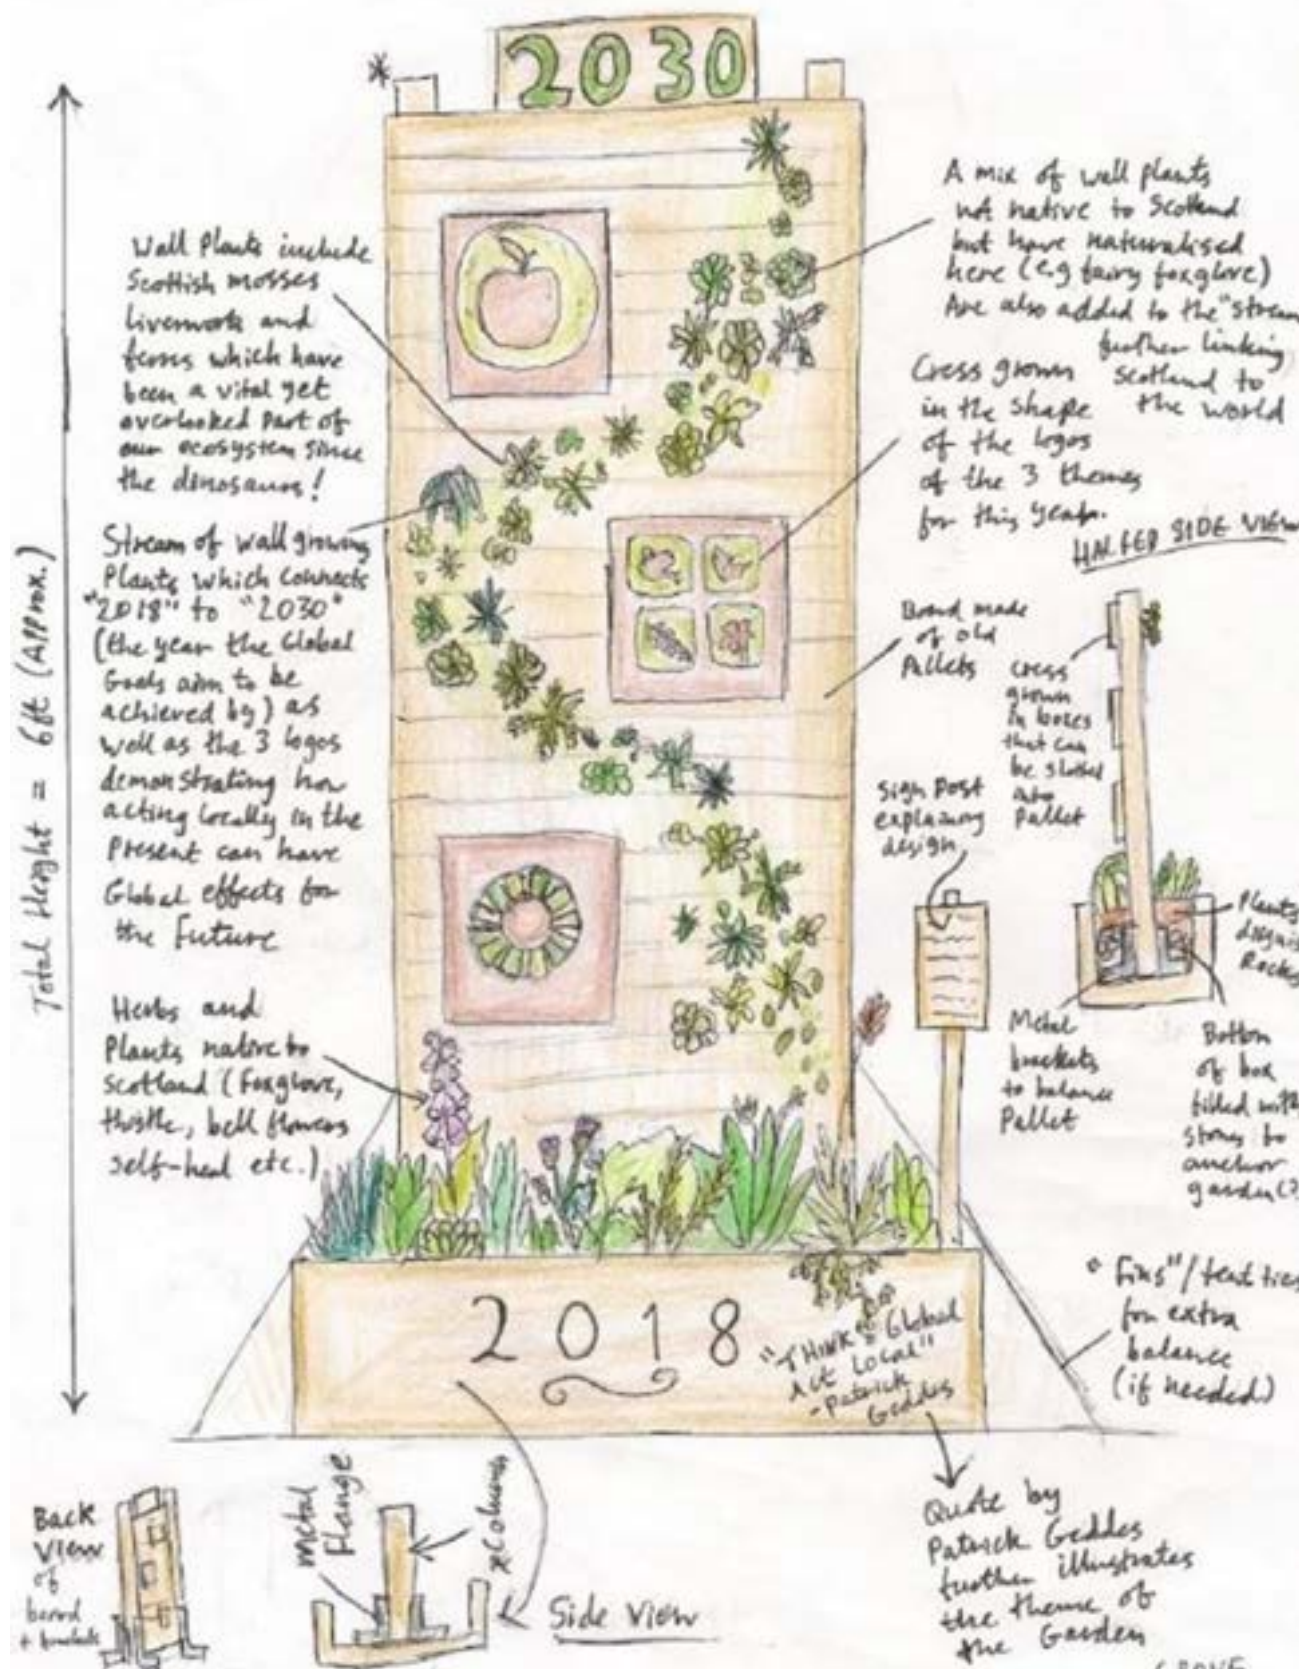 2030
*
Total Height = 6ft (Approx.)
Wall Plants include
Scottish mosses
liverwork and
ferns which have
been a vital yet
overlooked part of
our ecosystem since
the dinosaurs!
Stream of wall growing
Plants which connects
"2018" to "2030"
(the year the Global
Goals aim to be
achieved by) as
well as the 3 logos
demonstrating how
acting locally in the
Present can have
Global effects for
the Future
Herbs and
Plants native to
Scotland (Foxglove,
thistle, bell flowers
self-heal etc.)
A mix of wall plants
not native to Scotland
but have naturalised
here (e.g fairy foxglove)
Are also added to the "stream
further linking
Scotland to
the world
Cress grown
in the shape
of the logos
of the 3 themes
for this year.
HALFED SIDE VIEW
Board made
of old
Pallets
Cress
grown
in boxes
that can
be slotted
into
Pallet
Sign Post
explaining
design
Plants
Rocks
Metal
brackets
to balance
Pallet
Bottom
of box
filled with
stones to
anchor
garden(?)
"Fins"/tent ties
for extra
balance
(if needed)
2018
"THINK Global
Act Local"
- Patrick
Geddes
Quote by
Patrick Geddes
further illustrates
the theme of
the Garden
Back
View
of
board
+ brackets
Metal
Flange
*Columns
Side View